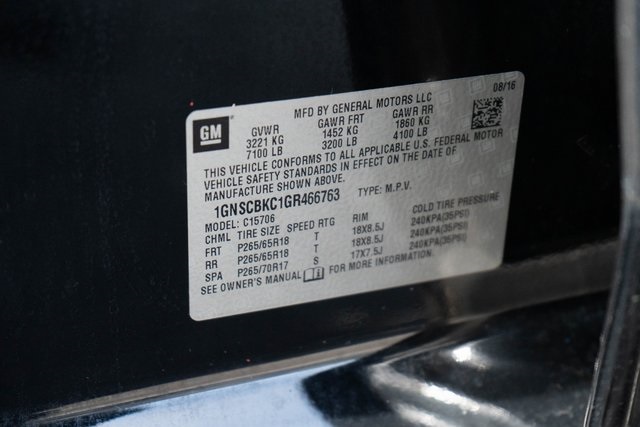 MFD BY GENERAL MOTORS LLC 08/16
GM GVWR GAWR FRT GAWR RR
3221 KG 1452 KG 1860 KG
7100 LB 3200 LB 4100 LB
THIS VEHICLE CONFORMS TO ALL APPLICABLE U.S. FEDERAL MOTOR
VEHICLE SAFETY STANDARDS IN EFFECT ON THE DATE OF
MANUFACTURE SHOWN ABOVE.
1GNSCBKC1GR466763 TYPE: M.P.V.
MODEL: C15706
CHML TIRE SIZE SPEED RTG RIM COLD TIRE PRESSURE
FRT P265/65R18 T 18X8.5J 240KPA(35PSI)
RR P265/65R18 T 18X8.5J 240KPA(35PSI)
SPA P265/70R17 S 17X7.5J 240KPA(35PSI)
SEE OWNER'S MANUAL FOR MORE INFORMATION.